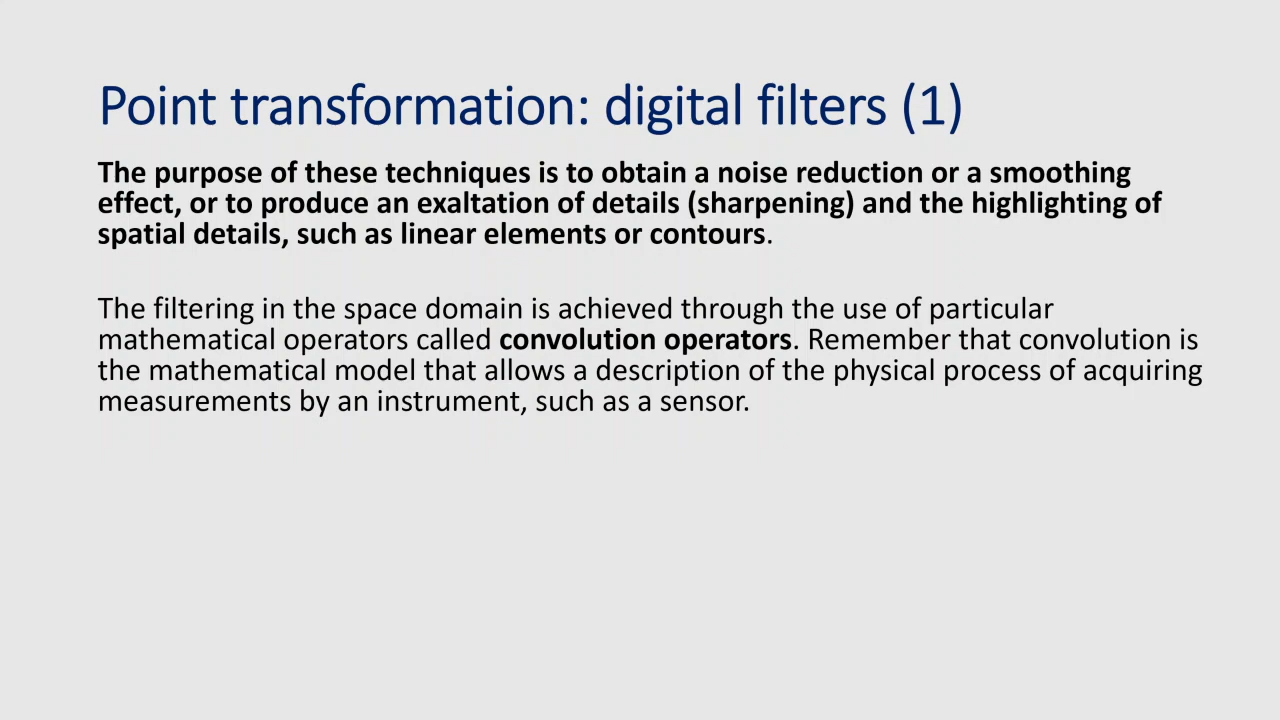 Point transformation: digital filters (1)
The purpose of these techniques is to obtain a noise reduction or a smoothing
effect, or to produce an exaltation of details (sharpening) and the highlighting of
spatial details, such as linear elements or contours.
The filtering in the space domain is achieved through the use of particular
mathematical operators called convolution operators. Remember that convolution is
the mathematical model that allows a description of the physical process of acquiring
measurements by an instrument, such as a sensor.